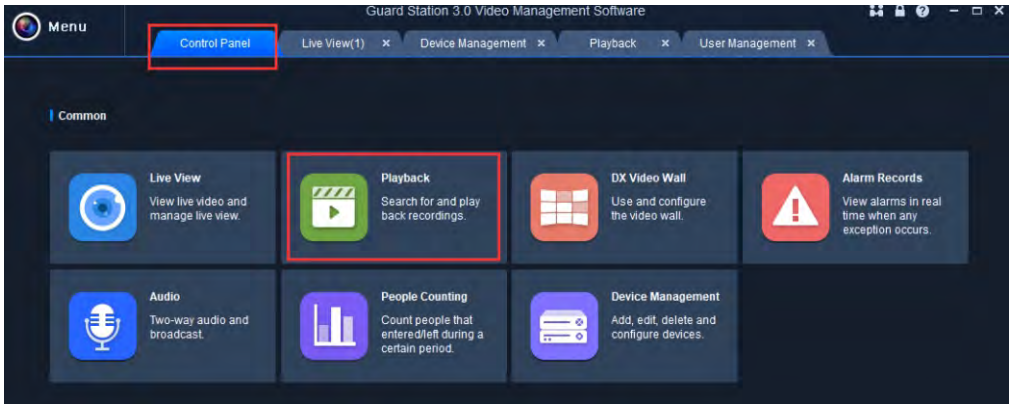 Guard Station 3.0 Video Management Software
Menu
Control Panel
Live View(1)
Device Management
Playback
User Management
Common
Live View
View live video and
manage live view.
Playback
Search for and play
back recordings.
DX Video Wall
Use and configure
the video wall.
Alarm Records
View alarms in real
time when any
exception occurs.
Audio
Two-way audio and
broadcast.
People Counting
Count people that
entered/left during a
certain period.
Device Management
Add, edit, delete and
configure devices.